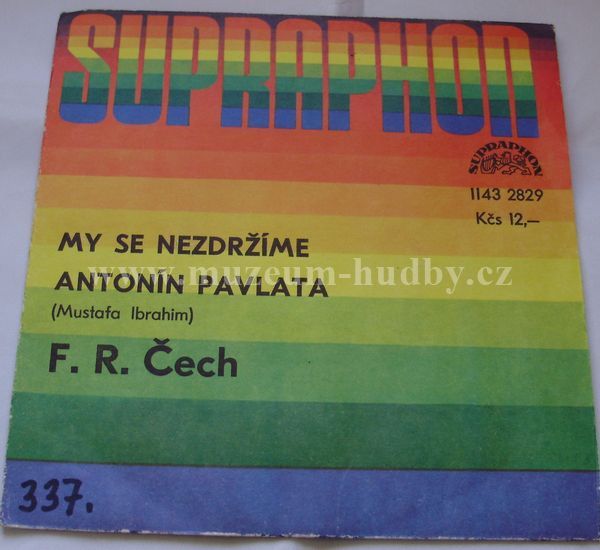 SUPRAPHON
SUPRAPHON
1143 2829
Kčs 12,—
MY SE NEZDRŽÍME
ANTONÍN PAVLATA
www.muzeum-hudby.cz
(Mustafa Ibrahim)
F. R. Čech
337.